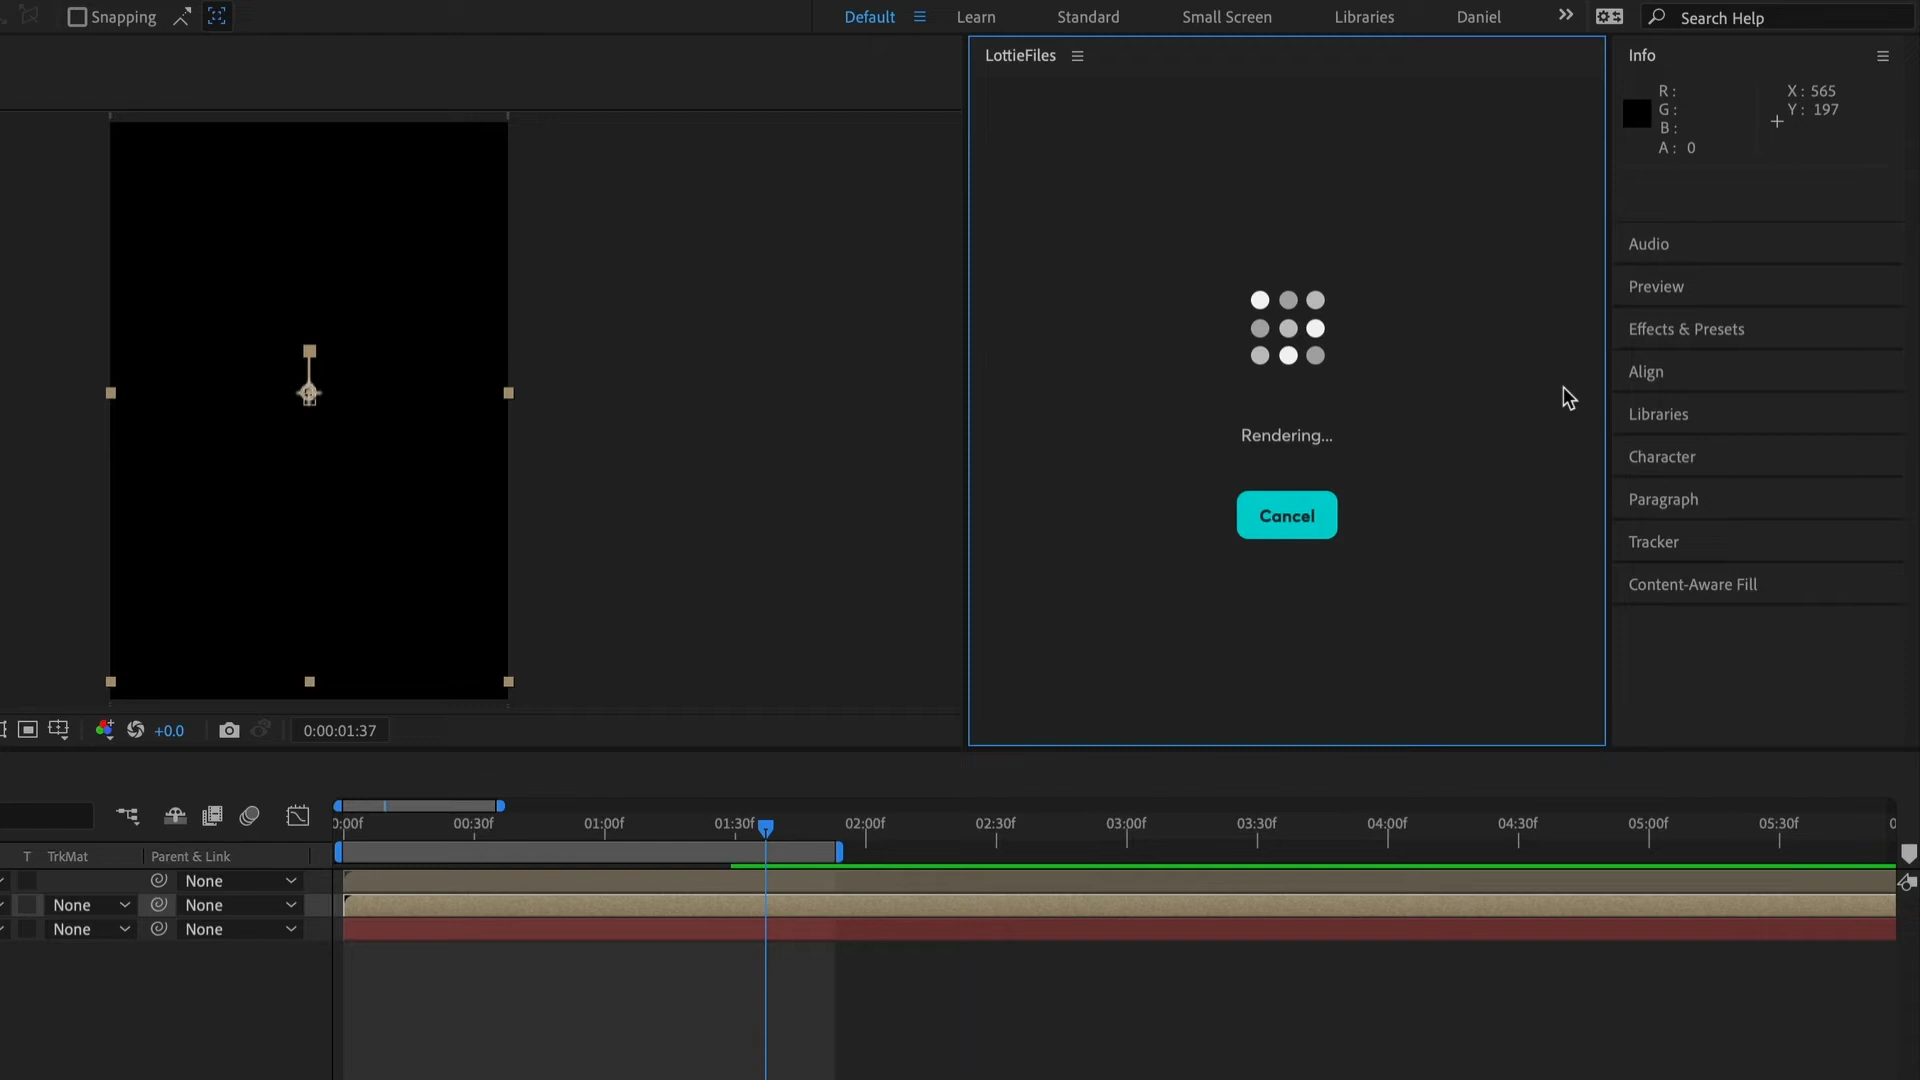 Snapping
Default Learn Standard Small Screen Libraries Daniel Search Help
LottieFiles
Info
R :
G :
B :
A : 0
X : 565
Y : 197
Audio
Preview
Effects & Presets
Align
Libraries
Character
Paragraph
Tracker
Content-Aware Fill
Rendering...
Cancel
+0.0 0:00:01:37
0:00f 00:30f 01:00f 01:30f 02:00f 02:30f 03:00f 03:30f 04:00f 04:30f 05:00f 05:30f 0
T TrkMat Parent & Link
None
None None
None None